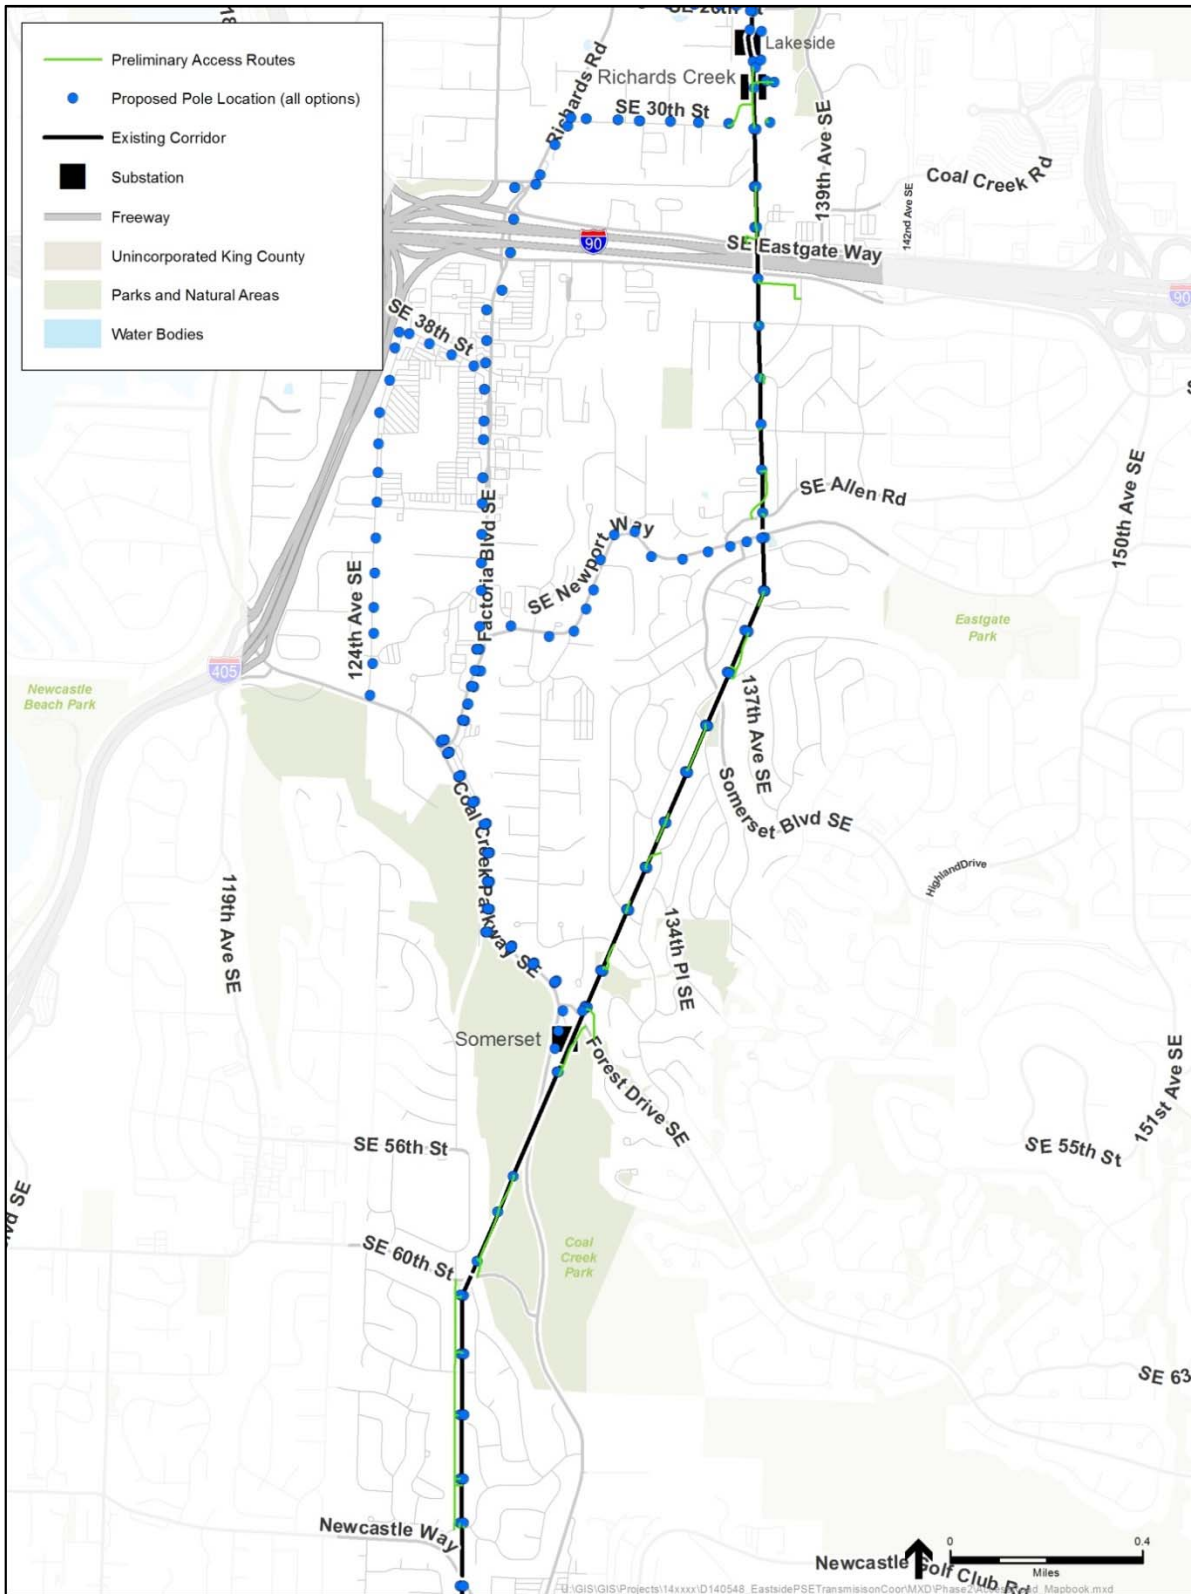 Preliminary Access Routes
Proposed Pole Location (all options)
Existing Corridor
Substation
Freeway
Unincorporated King County
Parks and Natural Areas
Water Bodies
Lakeside
Richards Creek
Richards Rd
SE 30th St
139th Ave SE
Coal Creek Rd
142nd Ave SE
90
SE Eastgate Way
90
SE 38th St
SE Allen Rd
150th Ave SE
SE Newport Way
Factoria Blvd SE
124th Ave SE
Eastgate
Park
405
Newcastle
Beach Park
137th Ave SE
Somerset Blvd SE
Coal Creek Parkway SE
HighlandDrive
119th Ave SE
134th Pl SE
Somerset
Forest Drive SE
151st Ave SE
SE 56th St
SE 55th St
SE 60th St
Coal
Creek
Park
SE 63
Newcastle Way
0 0.4
Miles
Newcastle Golf Club Rd